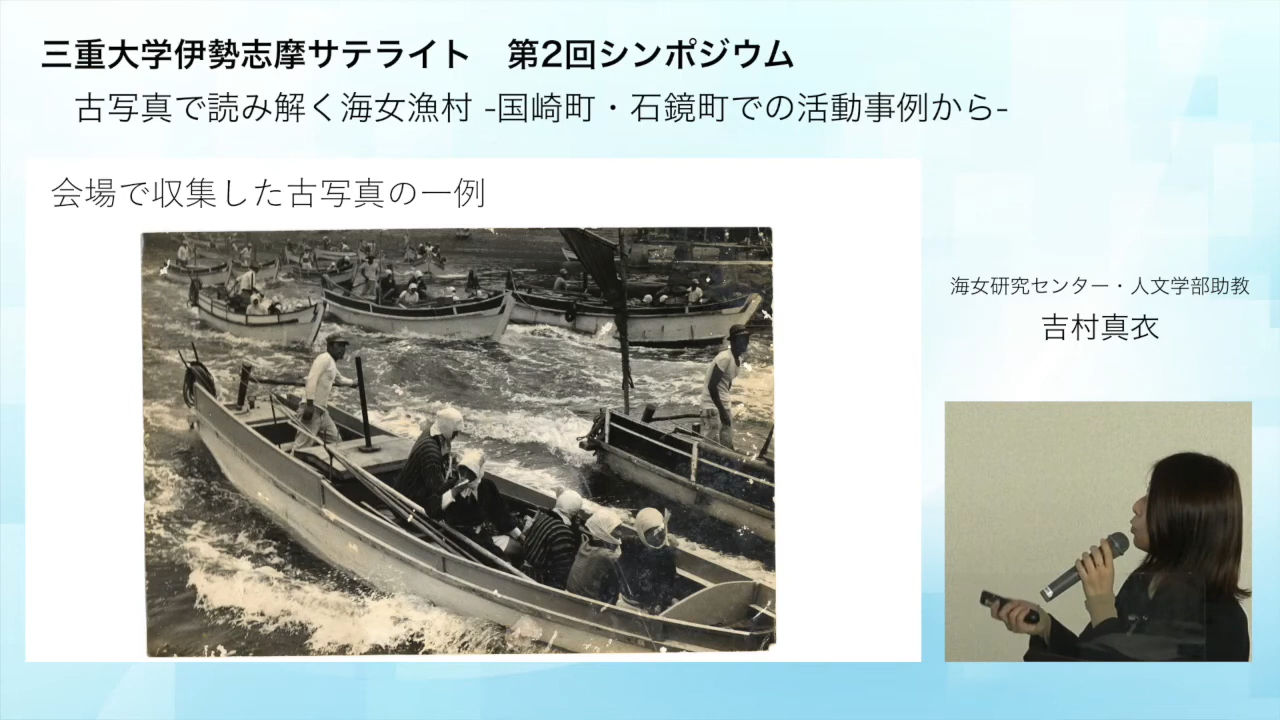 三重大学伊勢志摩サテライト　第2回シンポジウム
古写真で読み解く海女漁村 -国崎町・石鏡町での活動事例から-
会場で収集した古写真の一例
海女研究センター・人文学部助教
吉村真衣